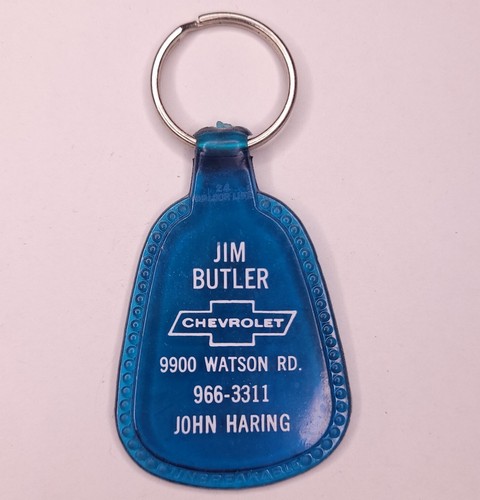 JIM
BUTLER
CHEVROLET
9900 WATSON RD.
966-3311
JOHN HARING